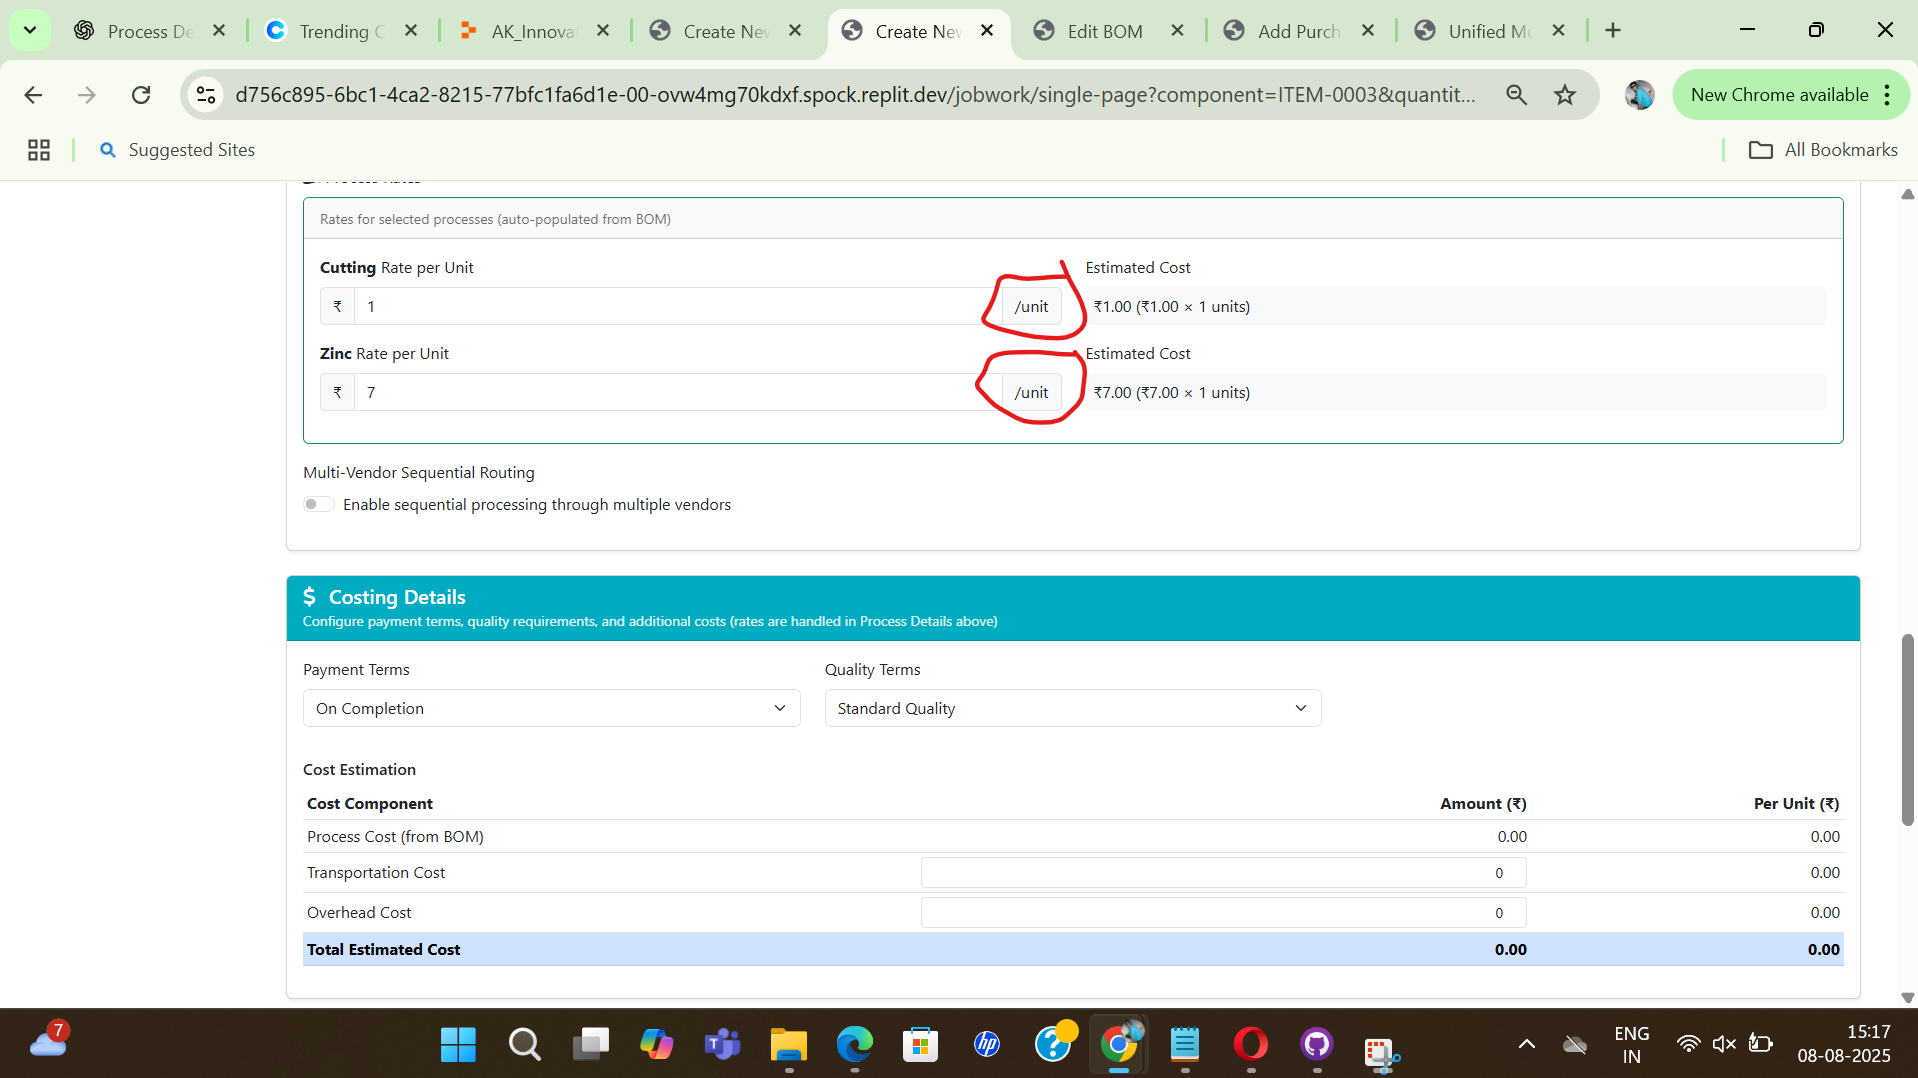 Process De
Trending C
AK_Innova
Create New
Create New
Edit BOM
Add Purch
Unified Mu
d756c895-6bc1-4ca2-8215-77bfc1fa6d1e-00-ovw4mg70kdxf.spock.replit.dev/jobwork/single-page?component=ITEM-0003&quantit...
New Chrome available
Suggested Sites
All Bookmarks
Process Rates
Rates for selected processes (auto-populated from BOM)
Cutting Rate per Unit
Estimated Cost
₹ 1 /unit
₹1.00 (₹1.00 × 1 units)
Zinc Rate per Unit
Estimated Cost
₹ 7 /unit
₹7.00 (₹7.00 × 1 units)
Multi-Vendor Sequential Routing
Enable sequential processing through multiple vendors
$ Costing Details
Configure payment terms, quality requirements, and additional costs (rates are handled in Process Details above)
Payment Terms
Quality Terms
On Completion
Standard Quality
Cost Estimation
Cost Component Amount (₹) Per Unit (₹)
Process Cost (from BOM) 0.00 0.00
Transportation Cost 0 0.00
Overhead Cost 0 0.00
Total Estimated Cost 0.00 0.00
7
hp
ENG
IN
15:17
08-08-2025